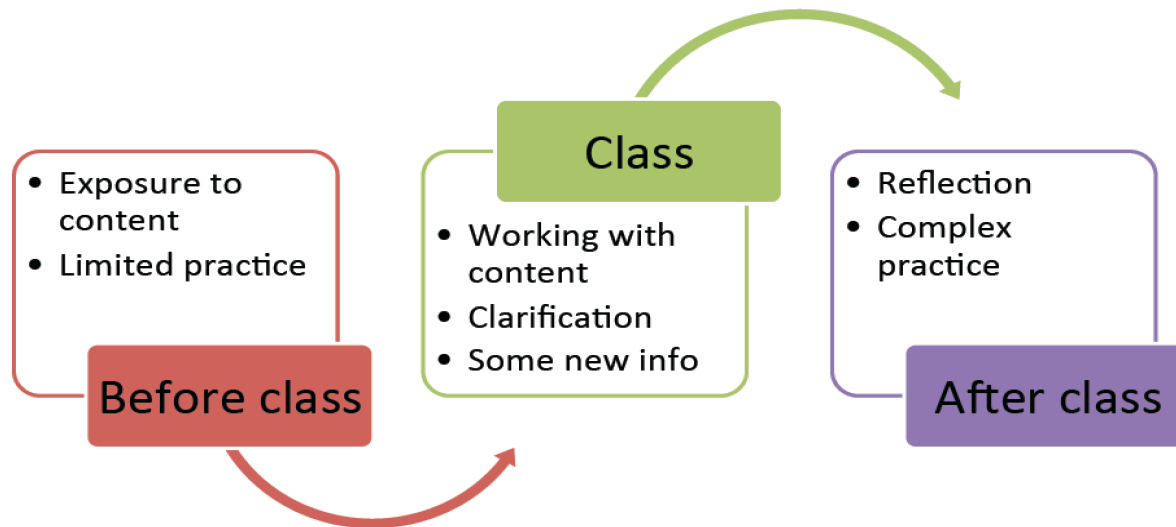 • Exposure to
content
• Limited practice
Before class
Class
• Working with
content
• Clarification
• Some new info
• Reflection
• Complex
practice
After class